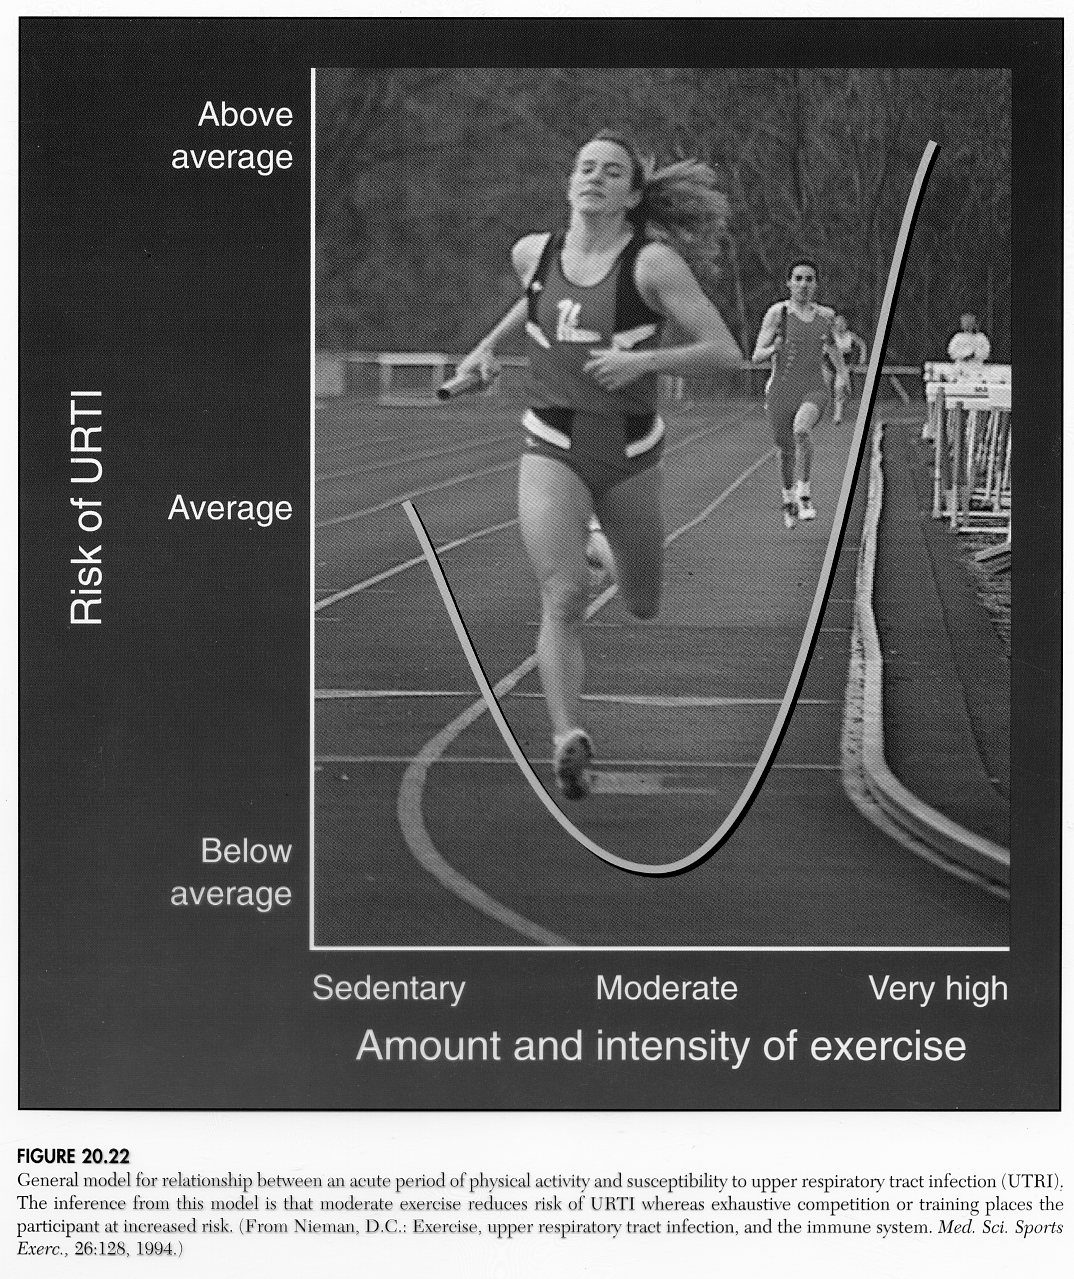 Above
average
Risk of URTI
Average
Below
average
Sedentary Moderate Very high
Amount and intensity of exercise
FIGURE 20.22
General model for relationship between an acute period of physical activity and susceptibility to upper respiratory tract infection (UTRI).
The inference from this model is that moderate exercise reduces risk of URTI whereas exhaustive competition or training places the
participant at increased risk. (From Nieman, D.C.: Exercise, upper respiratory tract infection, and the immune system. Med. Sci. Sports
Exerc., 26:128, 1994.)